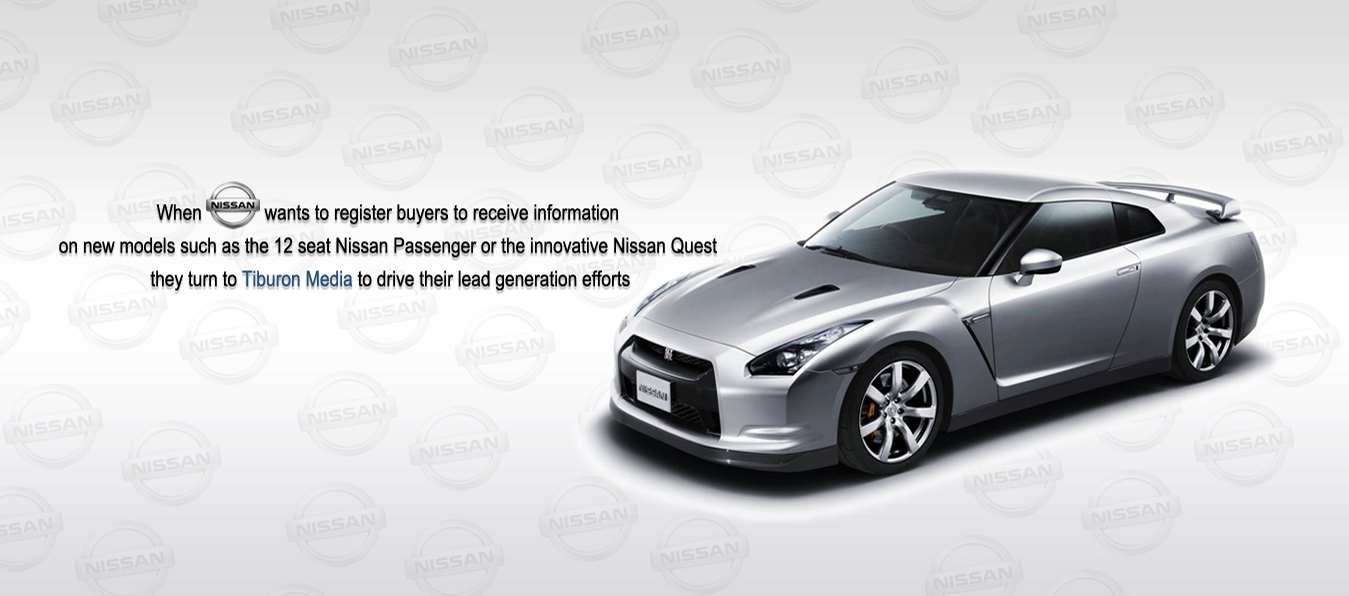 When NISSAN wants to register buyers to receive information
on new models such as the 12 seat Nissan Passenger or the innovative Nissan Quest
they turn to Tiburon Media to drive their lead generation efforts
NISSAN